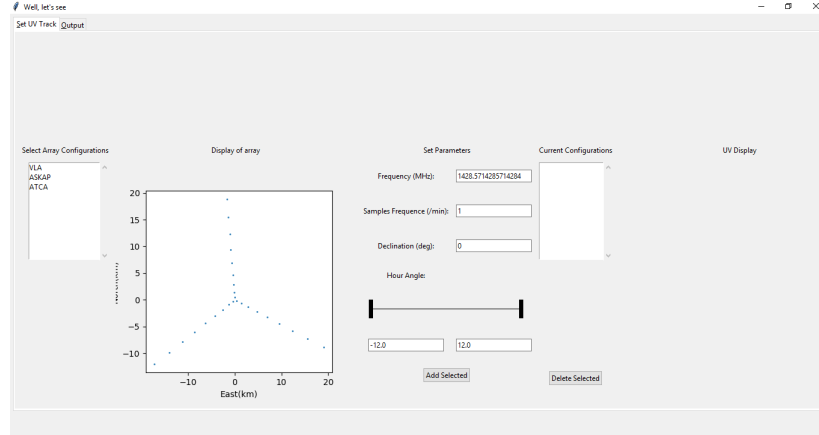 Well, let's see
Set UV Track Output
Select Array Configurations Display of array Set Parameters Current Configurations UV Display
VLA
ASKAP
ATCA
20
15
10
5
0
−5
−10
−10 0 10 20
East(km)
Frequency (MHz): 1428.5714285714284
Samples Frequence (/min): 1
Declination (deg): 0
Hour Angle:
-12.0 12.0
Add Selected Delete Selected